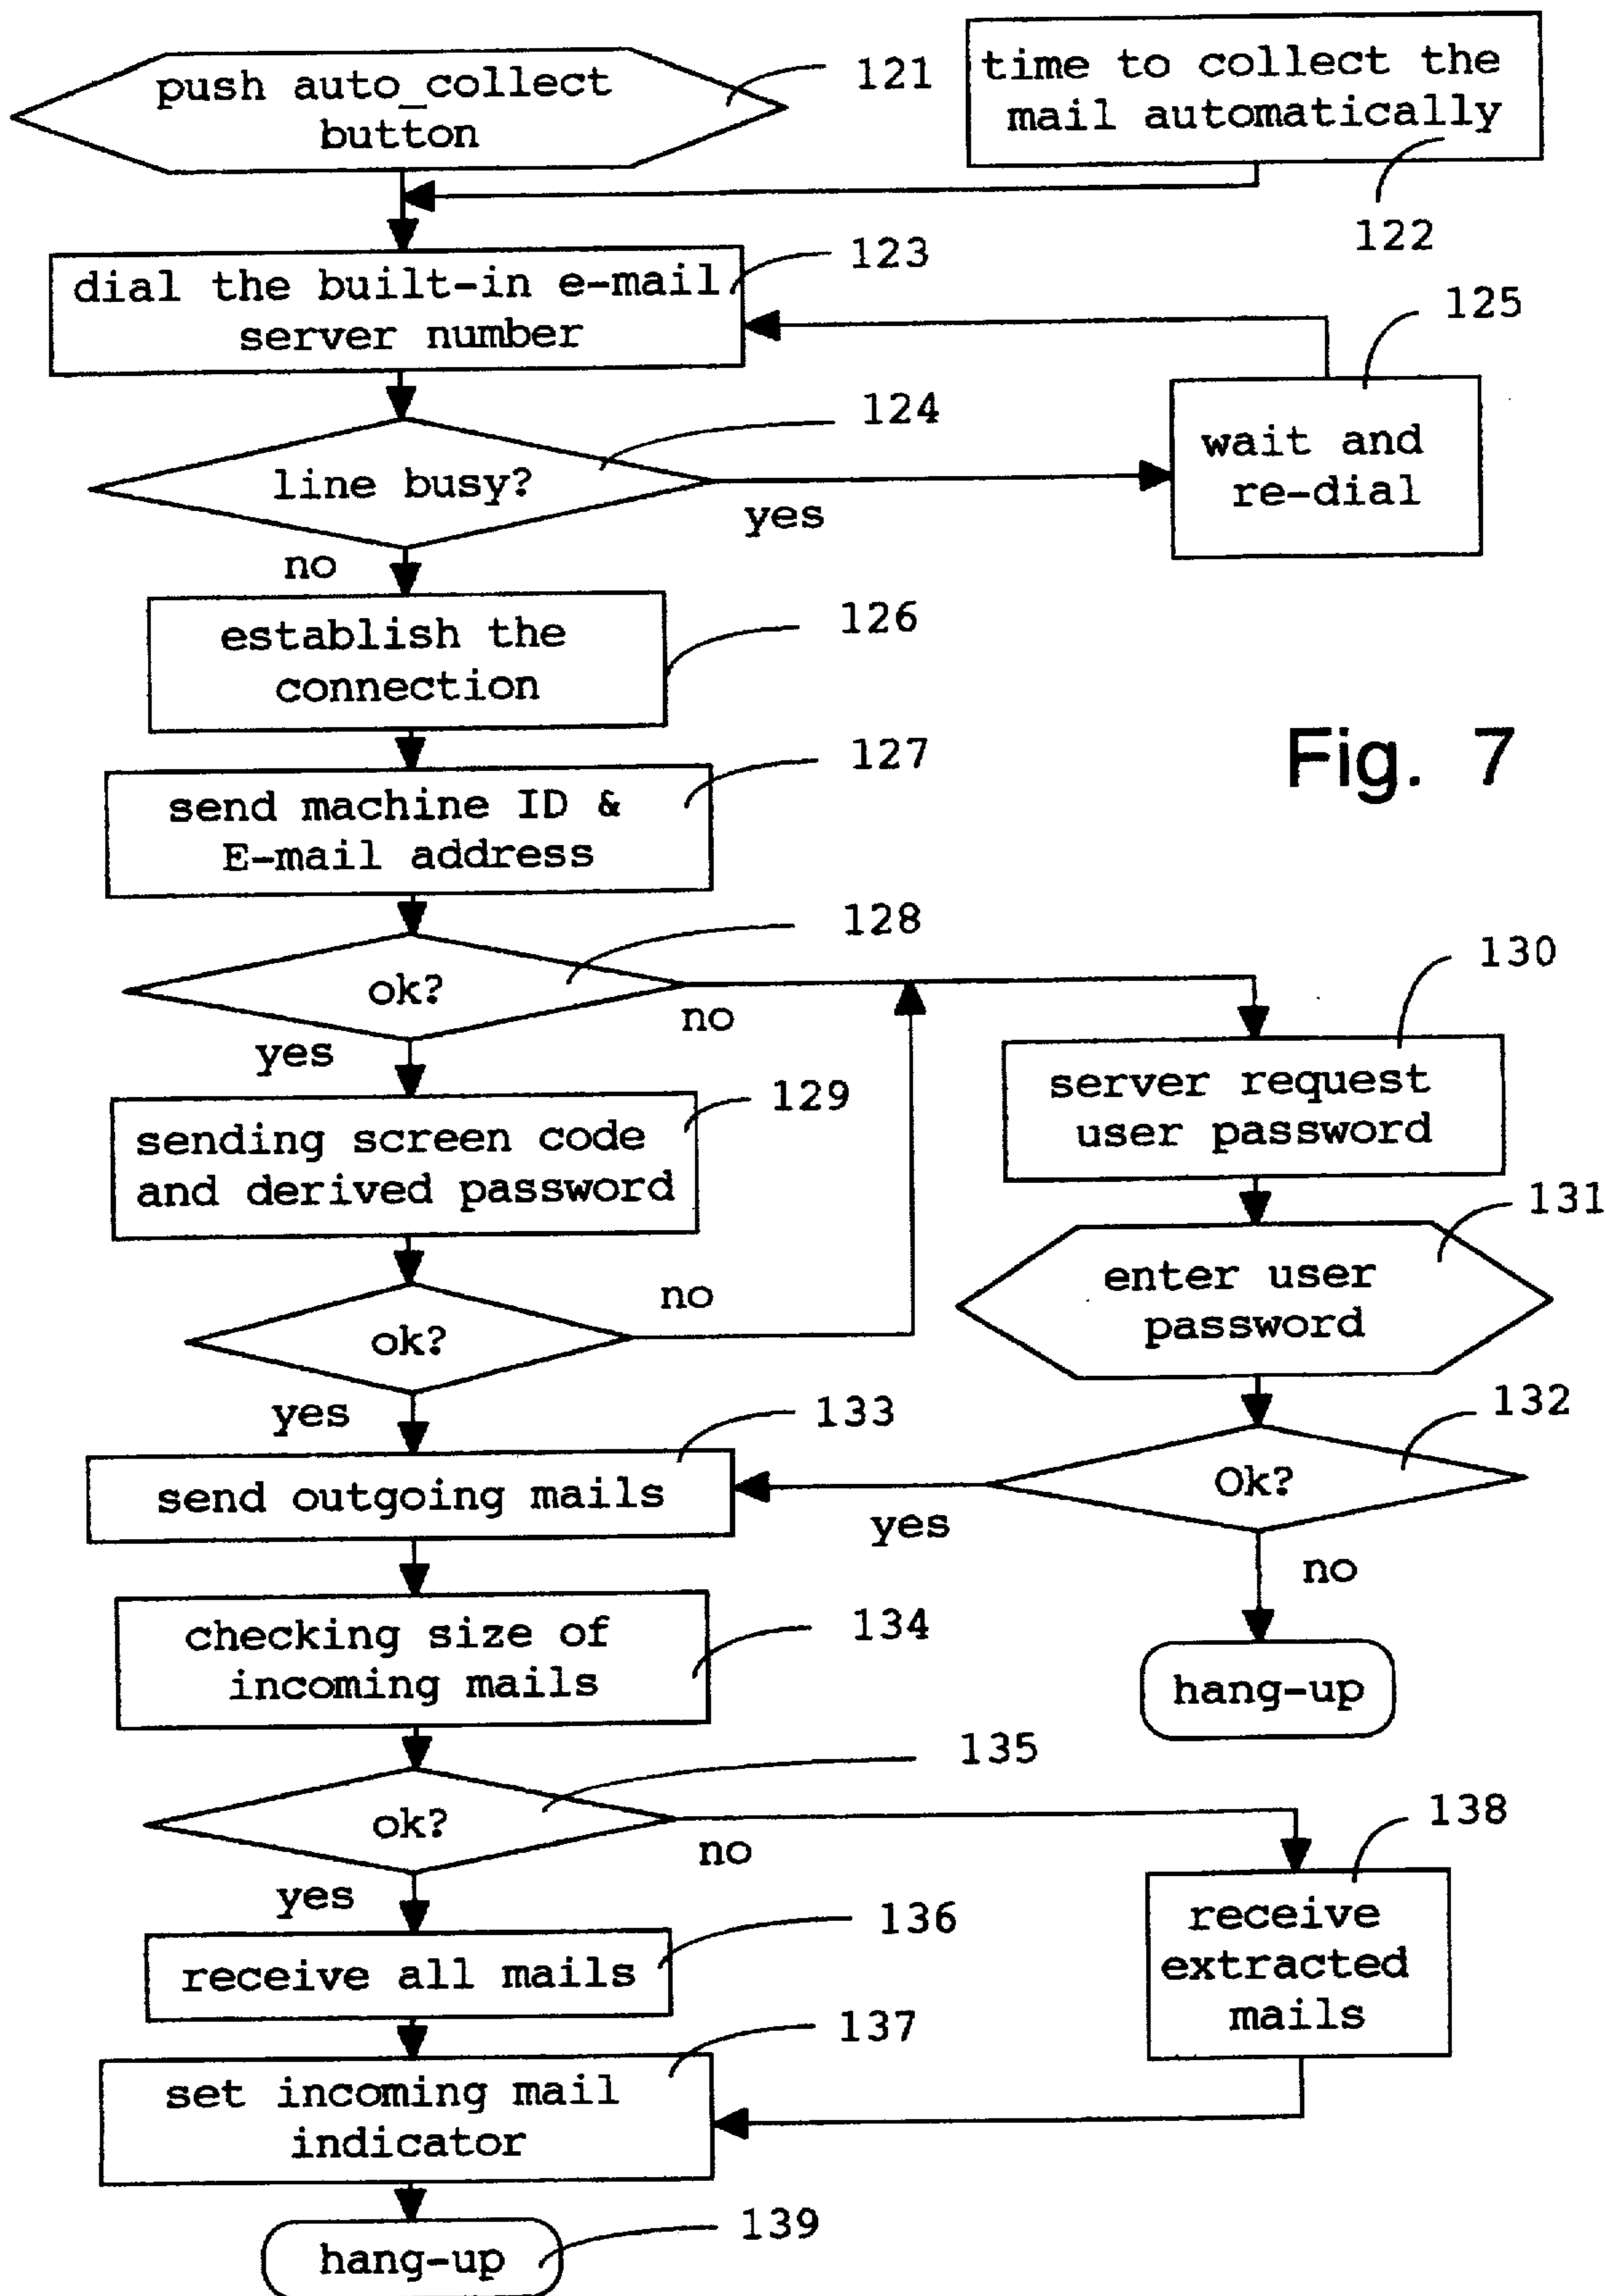 push auto_collect
button
121
time to collect the
mail automatically
122
dial the built-in e-mail
server number
123
125
line busy?
124
yes
wait and
re-dial
no
establish the
connection
126
Fig. 7
send machine ID &
E-mail address
127
ok?
128
no
yes
130
server request
user password
sending screen code
and derived password
129
131
enter user
password
ok?
no
yes
132
Ok?
yes
no
hang-up
133
send outgoing mails
checking size of
incoming mails
134
ok?
135
no
yes
138
receive
extracted
mails
receive all mails
136
set incoming mail
indicator
137
hang-up
139